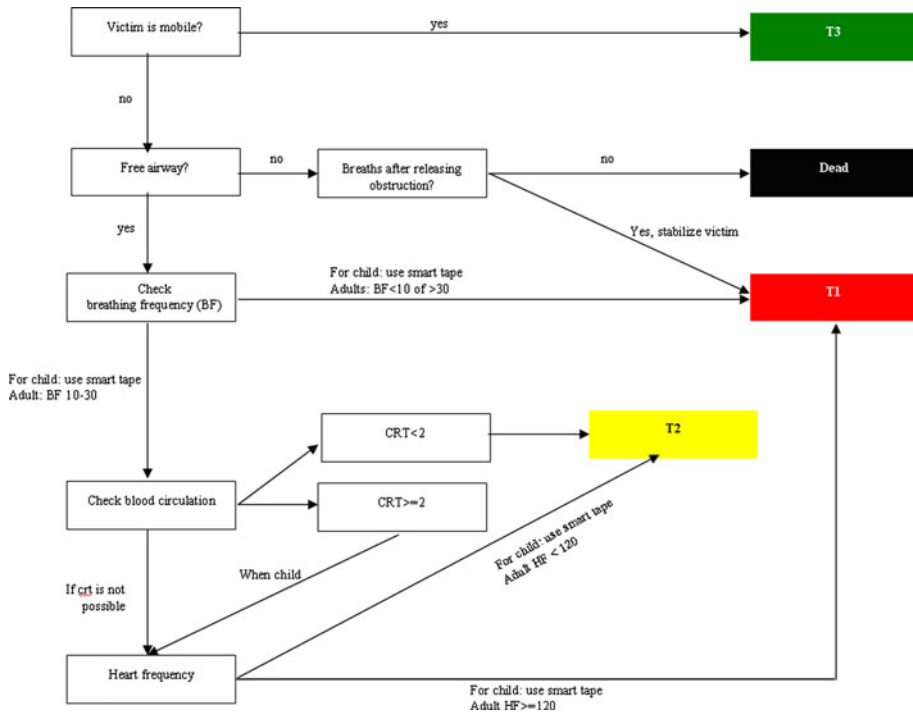 Victim is mobile?
yes
T3
no
Free airway?
no
Breaths after releasing
obstruction?
no
Dead
yes
Yes, stabilize victim
Check
breathing frequency (BF)
For child: use smart tape
Adults: BF<10 of >30
T1
For child: use smart tape
Adult: BF 10-30
CRT<2
T2
Check blood circulation
CRT>=2
For child: use smart tape
Adult HF < 120
When child
If crt is not
possible
Heart frequency
For child: use smart tape
Adult HF>=120